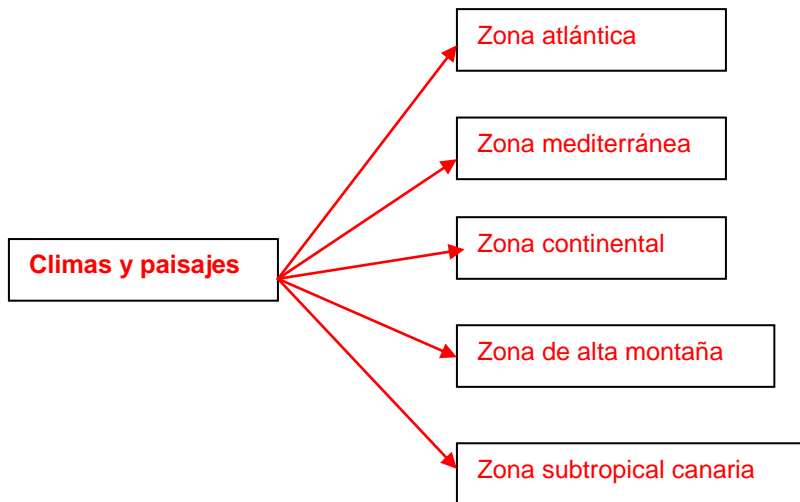 Climas y paisajes
Zona atlántica
Zona mediterránea
Zona continental
Zona de alta montaña
Zona subtropical canaria